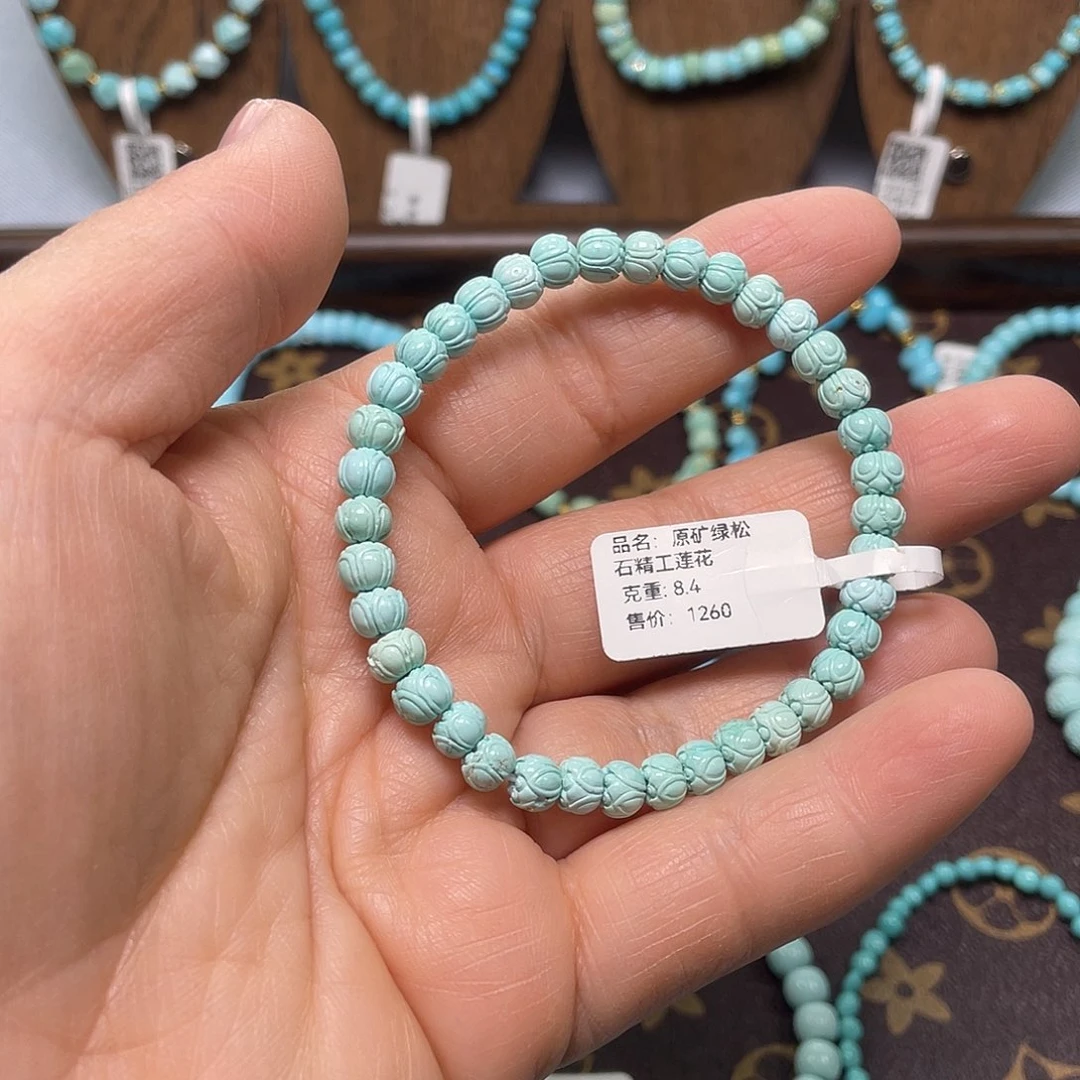 品名：原矿绿松
石精工莲花
克重: 8.4
售价：1260